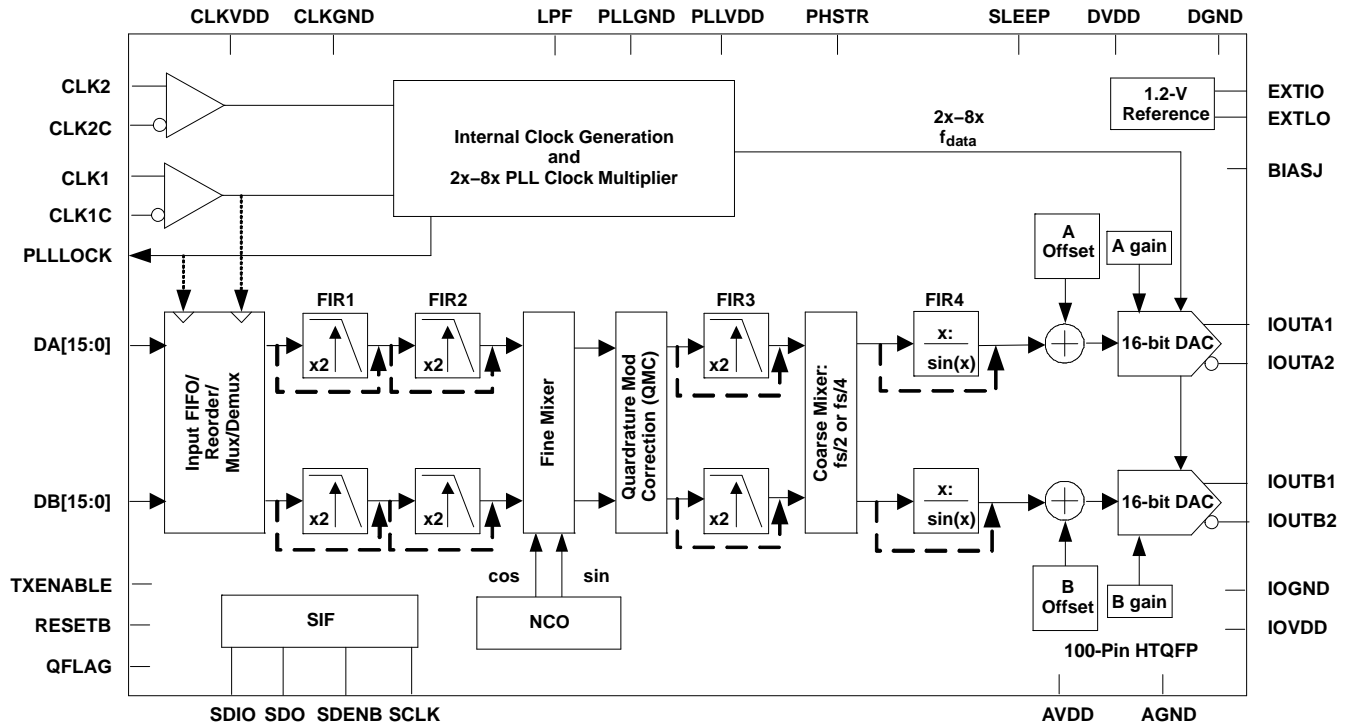 CLKVDD CLKGND LPF PLLGND PLLVDD PHSTR SLEEP DVDD DGND
CLK2
CLK2C
CLK1
CLK1C
PLLLOCK
Internal Clock Generation
and
2x–8x PLL Clock Multiplier
2x–8x
fdata
1.2-V
Reference
EXTIO
EXTLO
BIASJ
A
Offset
A gain
FIR1 FIR2 FIR3 FIR4
DA[15:0]
DB[15:0]
Input FIFO/
Reorder/
Mux/Demux
x2
x2
x2
x2
Fine Mixer
Quardrature Mod
Correction (QMC)
x2
x2
Coarse Mixer:
fs/2 or fs/4
x:
sin(x)
x:
sin(x)
16-bit DAC
16-bit DAC
IOUTA1
IOUTA2
IOUTB1
IOUTB2
cos sin
NCO
B
Offset
B gain
TXENABLE
RESETB
QFLAG
SIF
IOGND
IOVDD
100-Pin HTQFP
SDIO SDO SDENB SCLK AVDD AGND